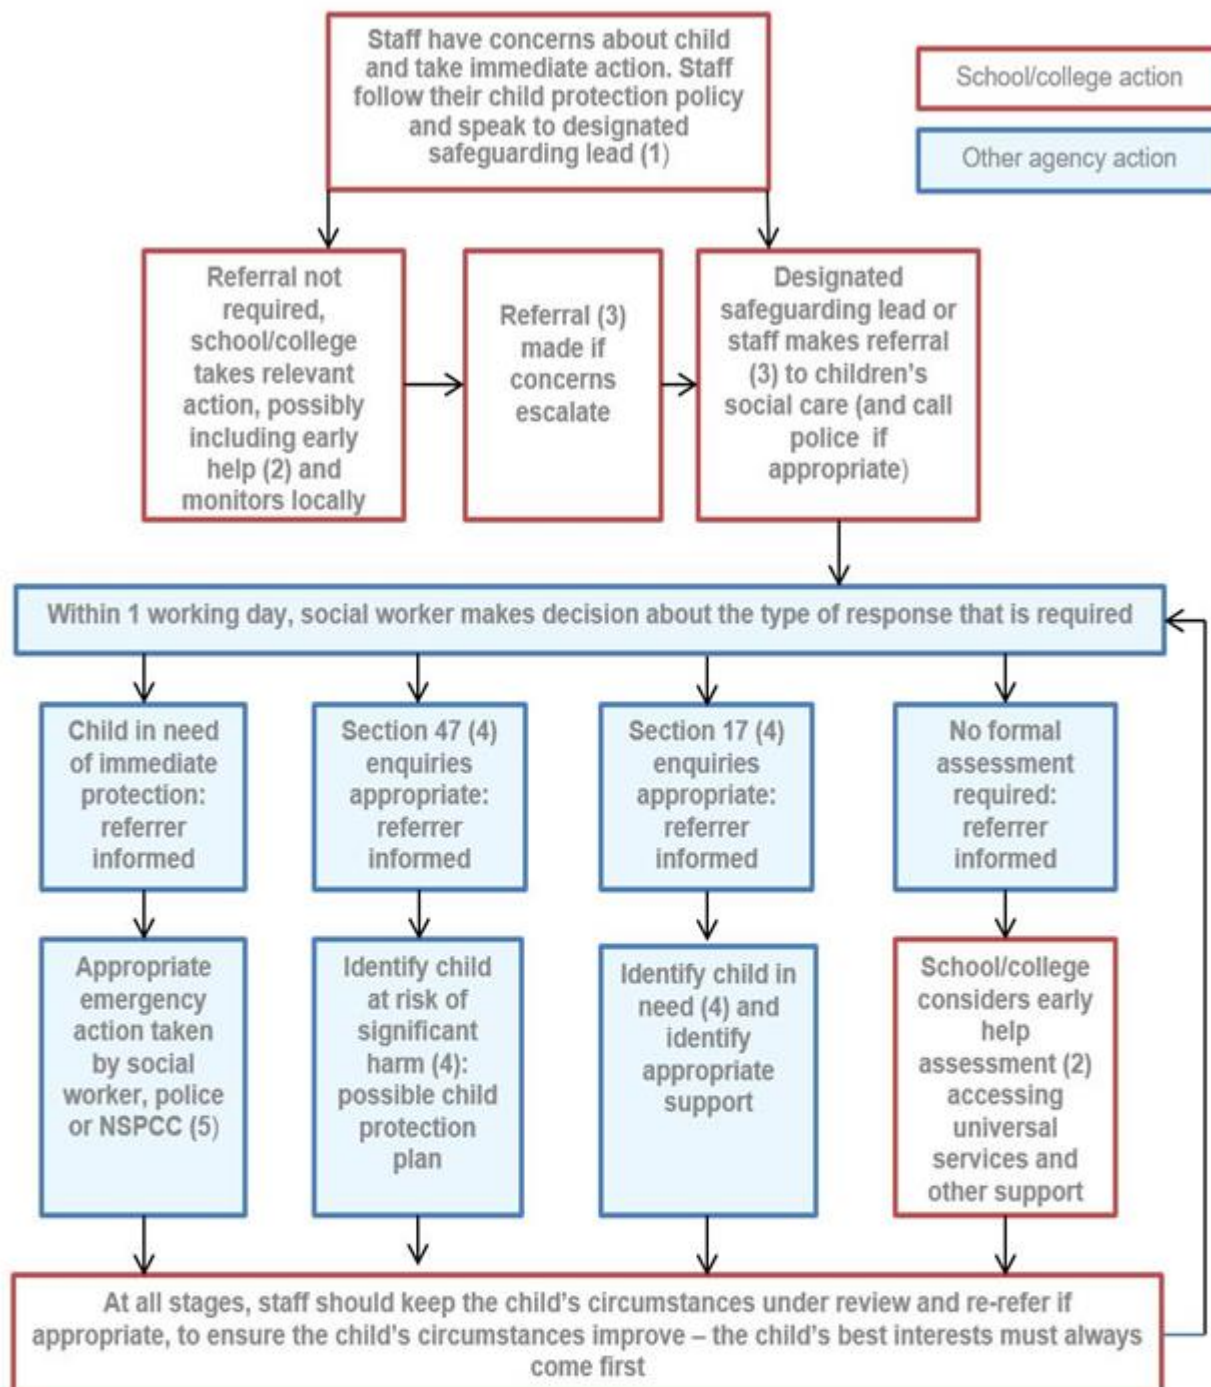 Staff have concerns about child
and take immediate action. Staff
follow their child protection policy
and speak to designated
safeguarding lead (1)
School/college action
Other agency action
Referral not
required,
school/college
takes relevant
action, possibly
including early
help (2) and
monitors locally
Referral (3)
made if
concerns
escalate
Designated
safeguarding lead or
staff makes referral
(3) to children's
social care (and call
police if
appropriate)
Within 1 working day, social worker makes decision about the type of response that is required
Child in need
of immediate
protection:
referrer
informed
Section 47 (4)
enquiries
appropriate:
referrer
informed
Section 17 (4)
enquiries
appropriate:
referrer
informed
No formal
assessment
required:
referrer
informed
Appropriate
emergency
action taken
by social
worker, police
or NSPCC (5)
Identify child
at risk of
significant
harm (4):
possible child
protection
plan
Identify child in
need (4) and
identify
appropriate
support
School/college
considers early
help
assessment (2)
accessing
universal
services and
other support
At all stages, staff should keep the child's circumstances under review and re-refer if
appropriate, to ensure the child's circumstances improve – the child's best interests must always
come first